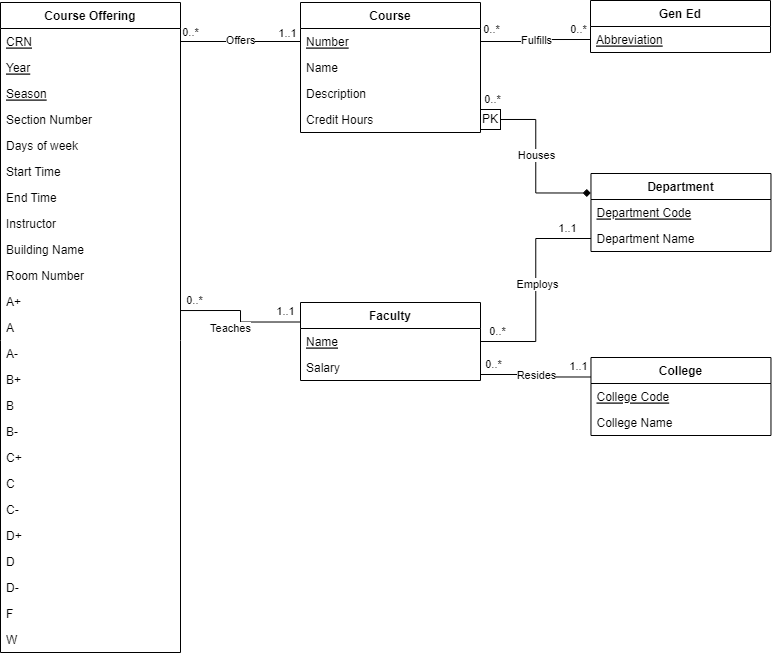 Course Offering
CRN
Year
Season
Section Number
Days of week
Start Time
End Time
Instructor
Building Name
Room Number
A+
A
A-
B+
B
B-
C+
C
C-
D+
D
D-
F
W
0..*
Offers
1..1
Course
Number
Name
Description
Credit Hours
0..*
Fulfills
0..*
Gen Ed
Abbreviation
0..*
PK
Houses
Department
Department Code
Department Name
1..1
Employs
0..*
0..*
Teaches
1..1
Faculty
Name
Salary
0..*
Resides
1..1
College
College Code
College Name